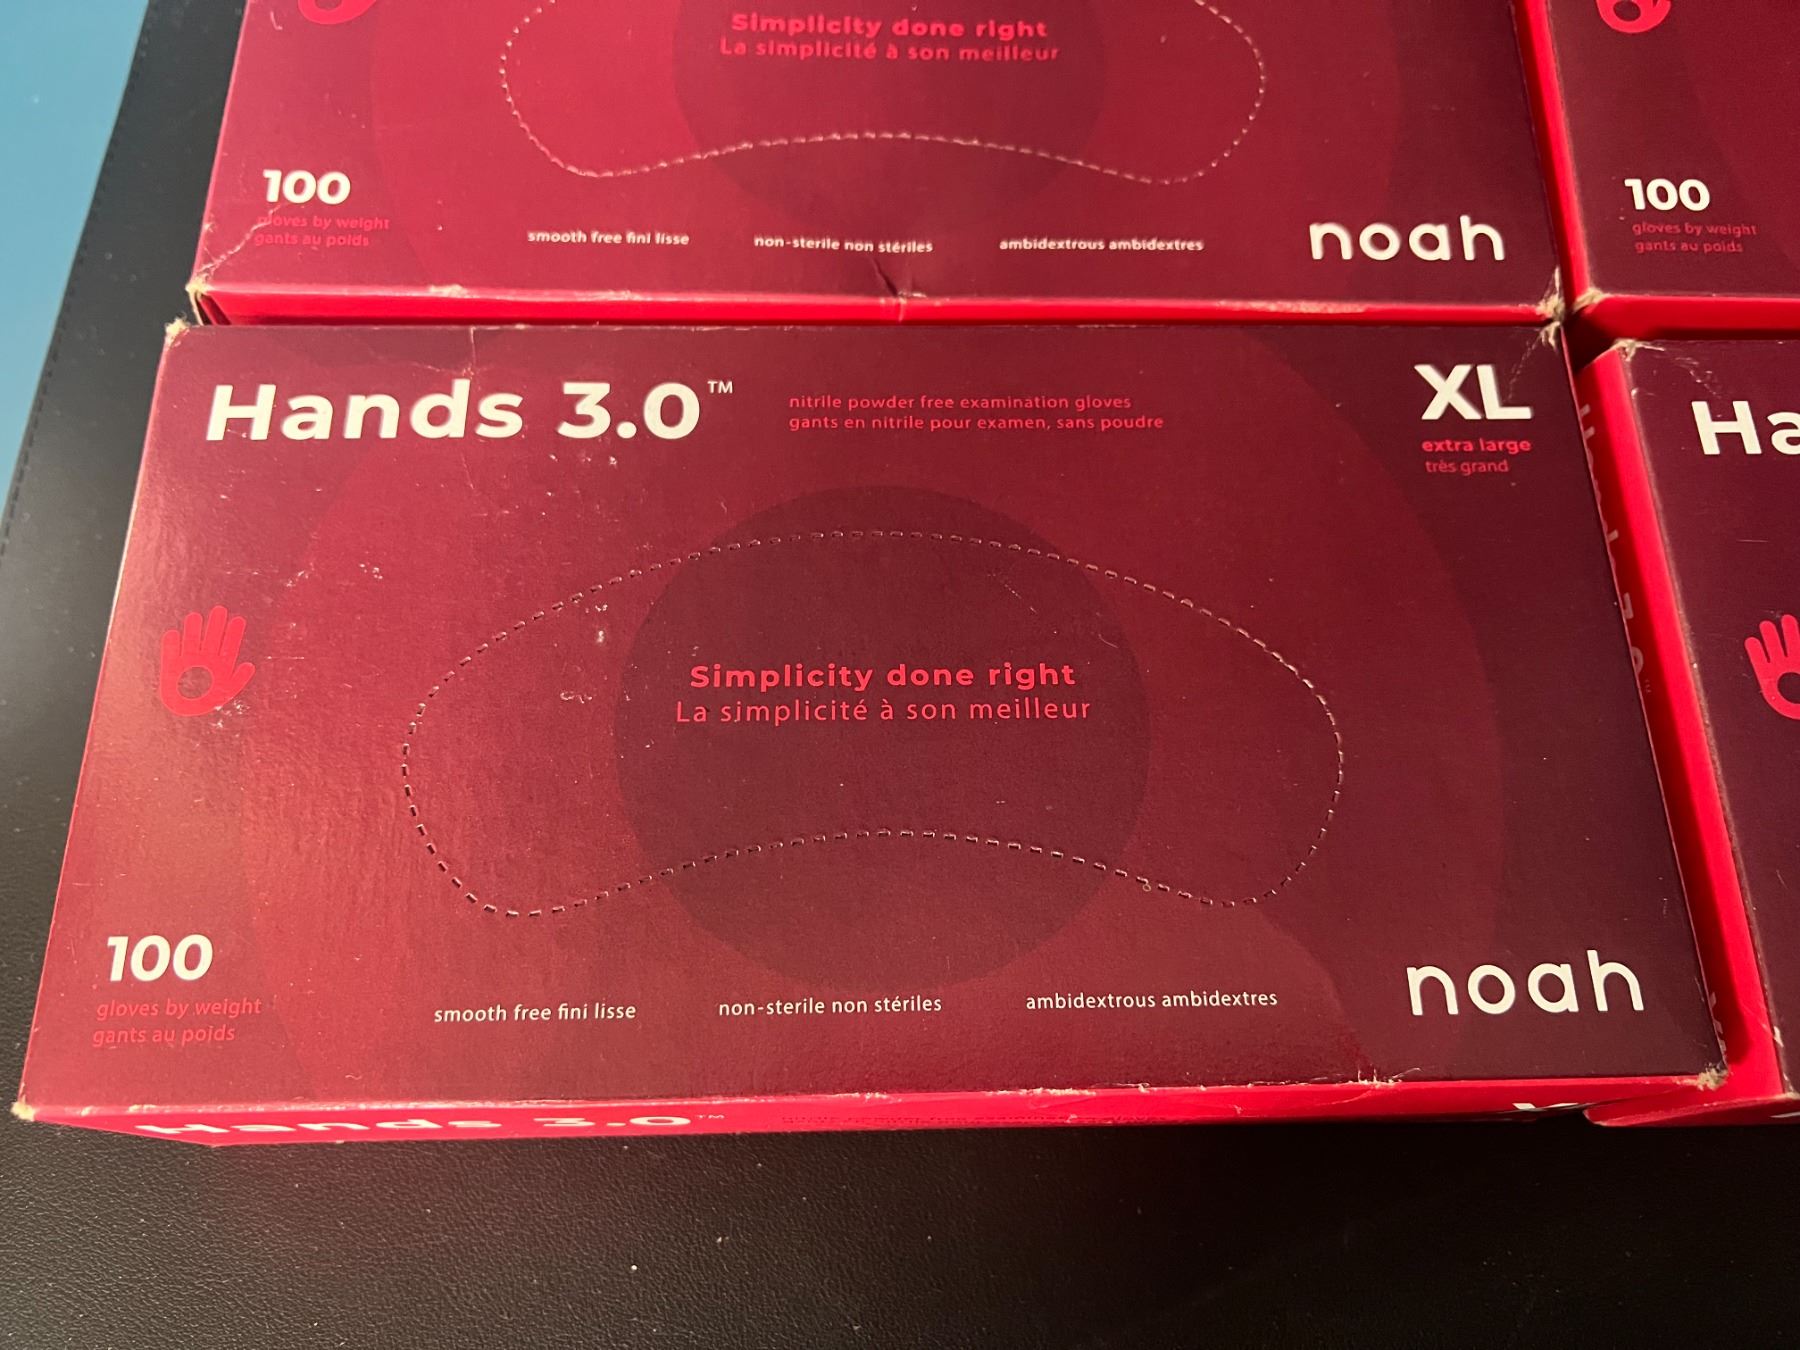 Simplicity done right
La simplicité à son meilleur
100
gloves by weight
gants au poids
smooth free fini lisse
non-sterile non stériles
ambidextrous ambidextres
noah
100
gloves by weight
gants au poids
Hands 3.0™
nitrile powder free examination gloves
gants en nitrile pour examen, sans poudre
XL
extra large
très grand
Simplicity done right
La simplicité à son meilleur
100
gloves by weight
gants au poids
smooth free fini lisse
non-sterile non stériles
ambidextrous ambidextres
noah
Hands 3.0™
Hands 3.0™
Ha